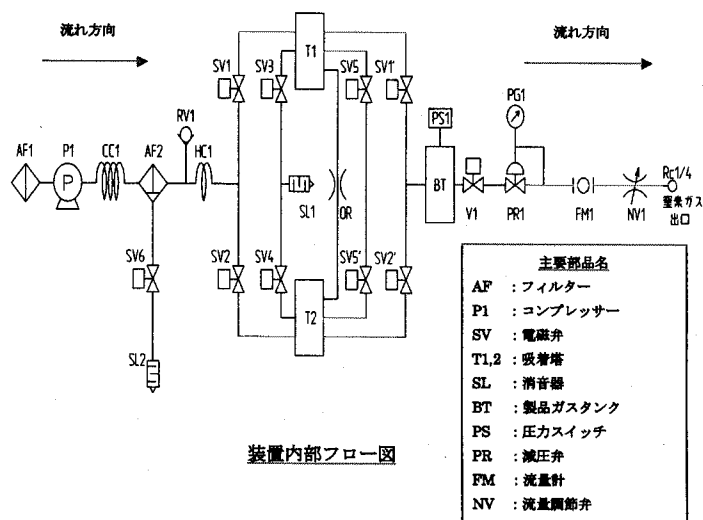 流れ方向
流れ方向
T1
SV1
SV3
SV5
SV1'
RV1
PG1
PS1
AF1
P1
CC1
AF2
HC1
P
SL1
OR
BT
V1
PR1
FM1
NV1
Rc1/4
窒素ガス
出口
SV6
SV2
SV4
SV5'
SV2'
T2
SL2
装置内部フロー図
主要部品名
AF : フィルター
P1 : コンプレッサー
SV : 電磁弁
T1,2 : 吸着塔
SL : 消音器
BT : 製品ガスタンク
PS : 圧力スイッチ
PR : 減圧弁
FM : 流量計
NV : 流量調節弁